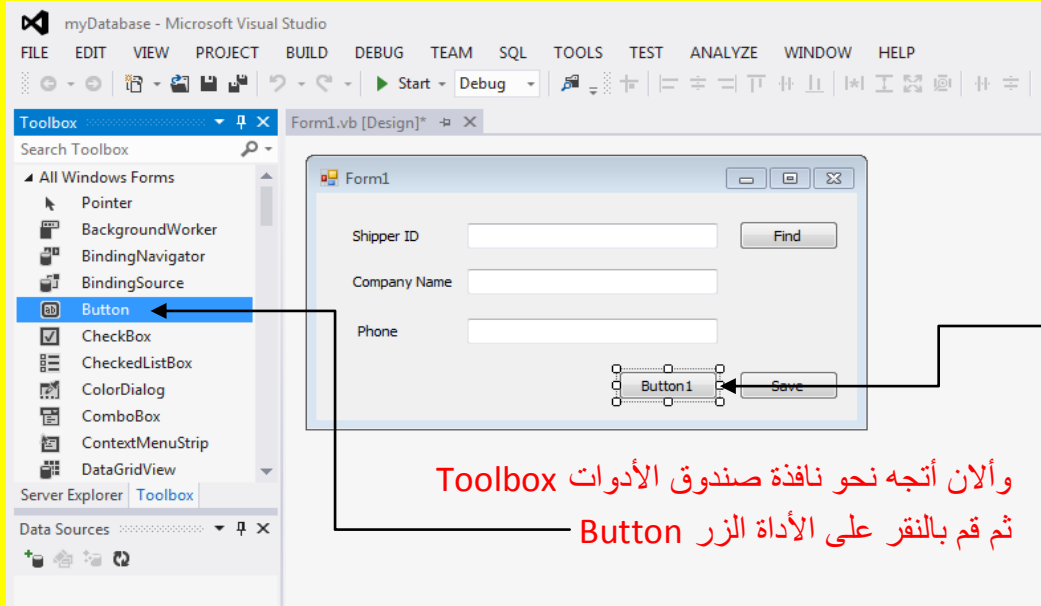 myDatabase - Microsoft Visual Studio
FILE EDIT VIEW PROJECT BUILD DEBUG TEAM SQL TOOLS TEST ANALYZE WINDOW HELP
Start Debug
Toolbox
Form1.vb [Design]*
Search Toolbox
All Windows Forms
Pointer
BackgroundWorker
BindingNavigator
BindingSource
Button
CheckBox
CheckedListBox
ColorDialog
ComboBox
ContextMenuStrip
DataGridView
Server Explorer Toolbox
Data Sources
Form1
Shipper ID Find
Company Name
Phone
Button1 Save
وألان أتجه نحو نافذة صندوق الأدوات Toolbox
ثم قم بالنقر على الأداة الزر Button